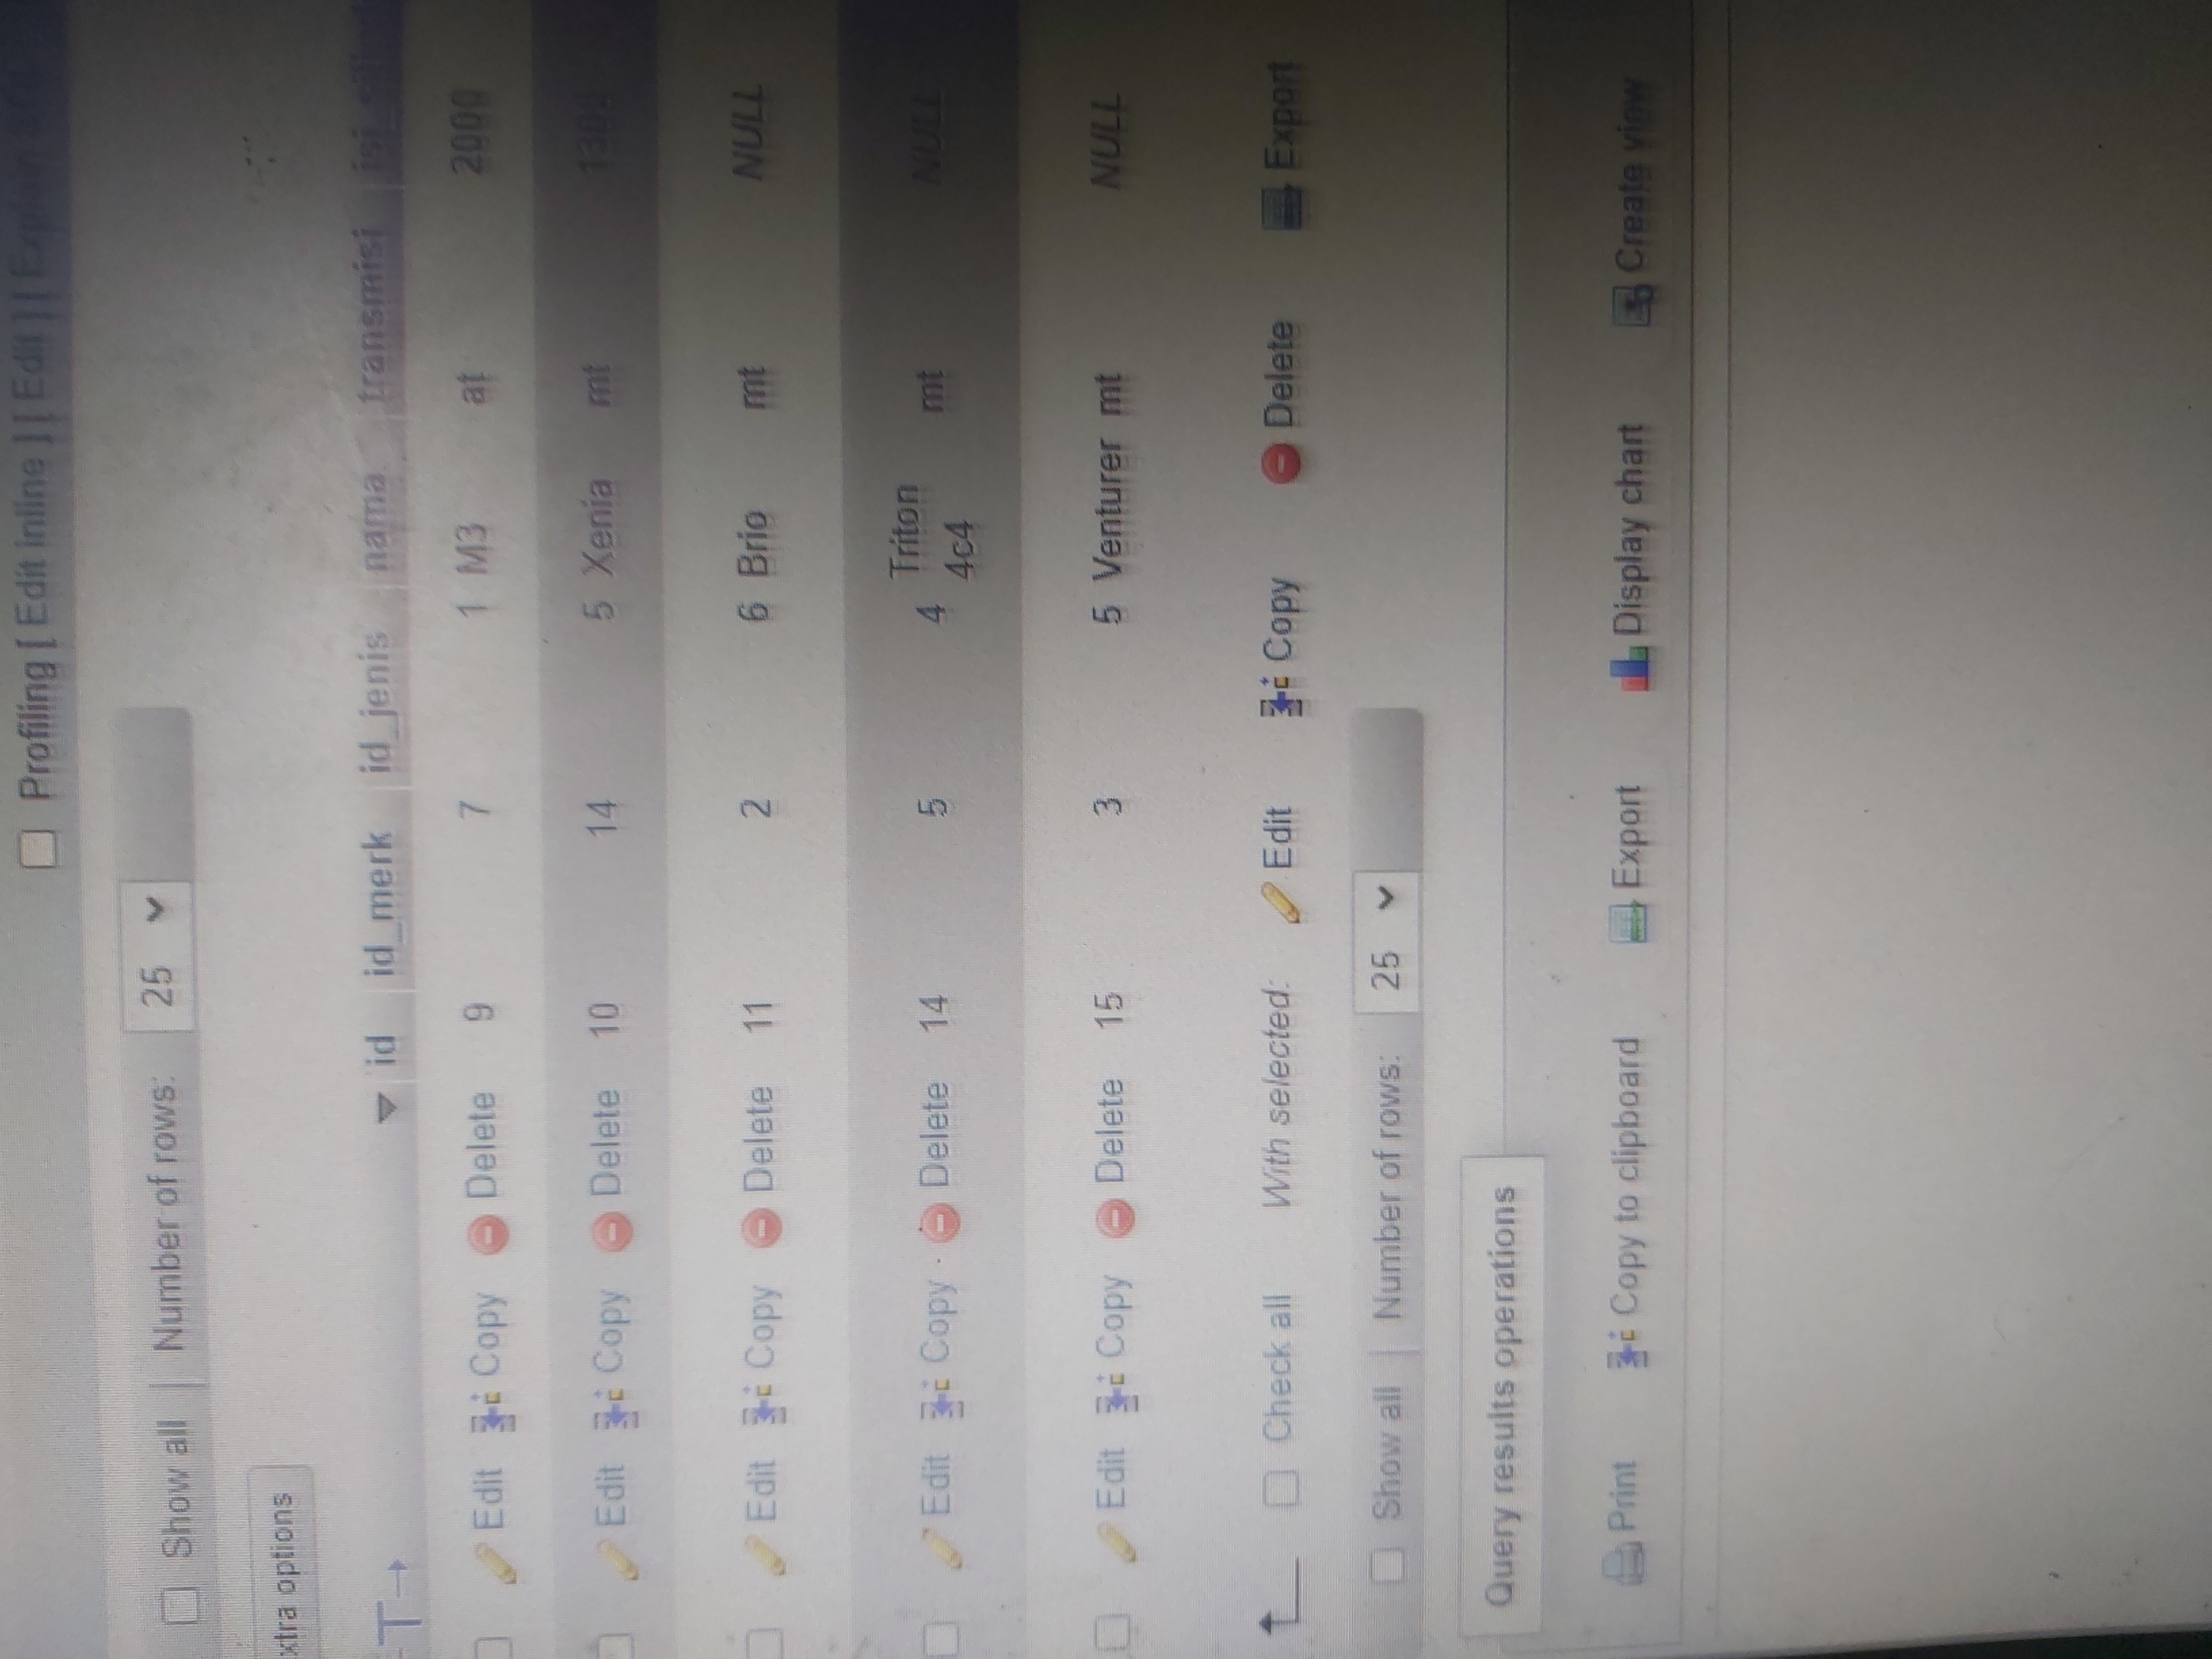 Profiling [ Edit inline ] [ Edit ] [ Explain
Show all | Number of rows: 25
xtra options
id id_merk id_jenis nama transmisi
Edit Copy Delete 9 7 1 M3 at 2000
Edit Copy Delete 10 14 5 Xenia mt
Edit Copy Delete 11 2 6 Brio mt NULL
Edit Copy Delete 14 5 4 Triton 4c4 mt NULL
Edit Copy Delete 15 3 5 Venturer mt NULL
Check all With selected: Edit Copy Delete Export
Show all | Number of rows: 25
Query results operations
Print Copy to clipboard Export Display chart Create view